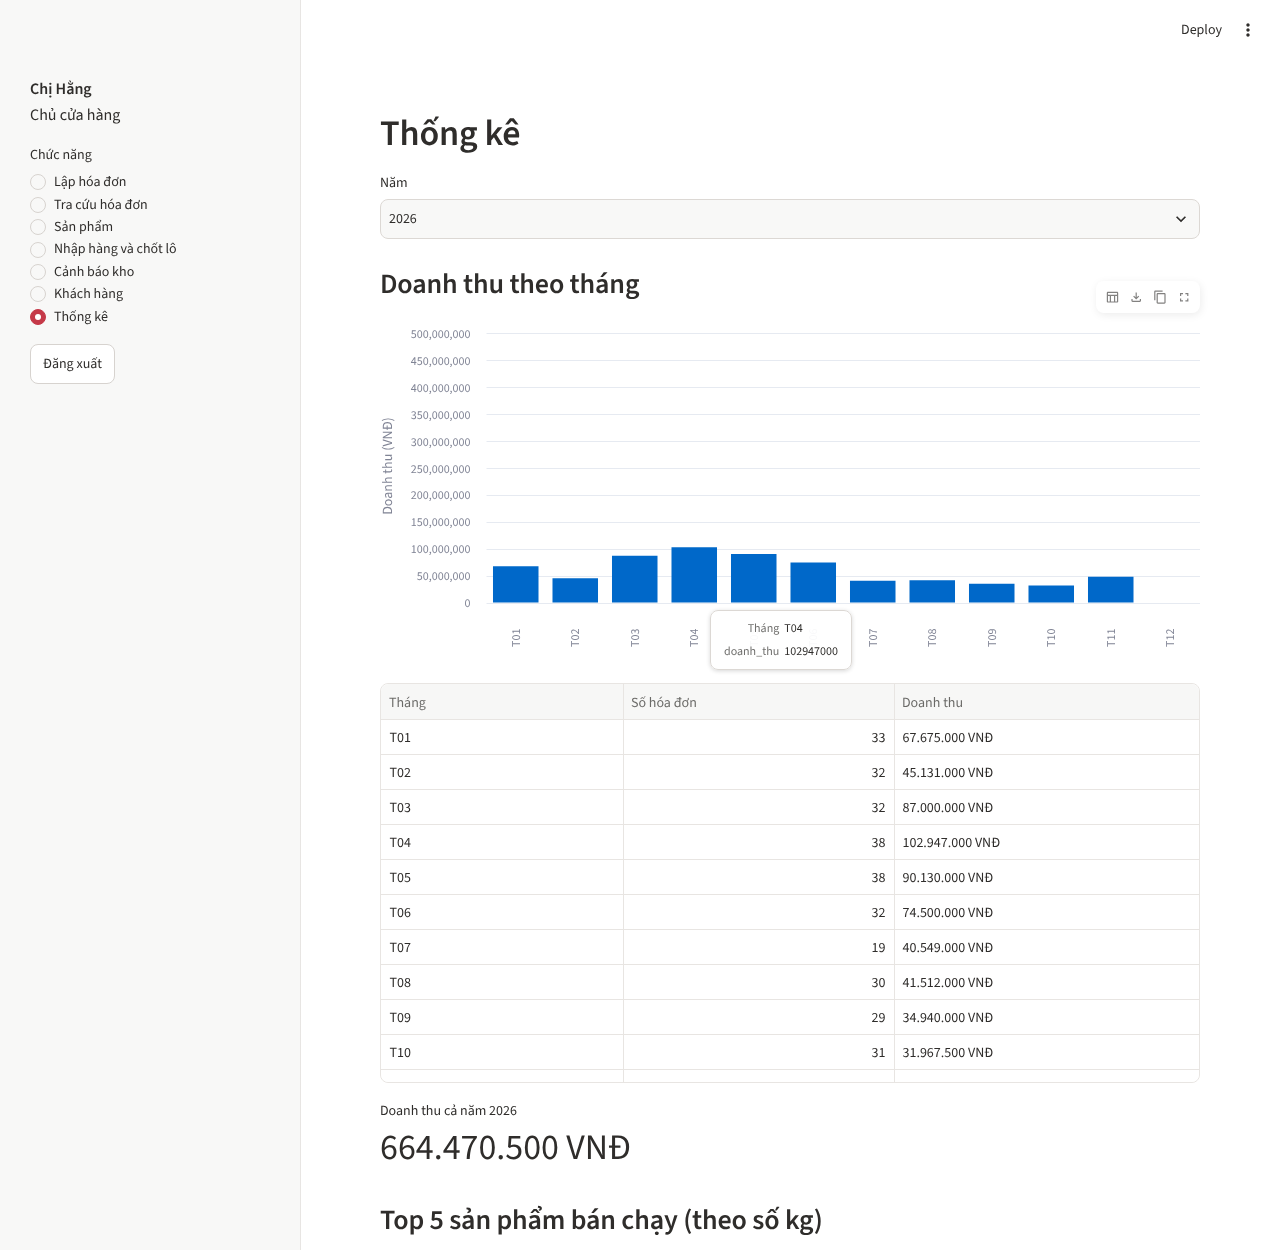 Deploy
Chị Hằng
Chủ cửa hàng
Chức năng
Lập hóa đơn
Tra cứu hóa đơn
Sản phẩm
Nhập hàng và chốt lô
Cảnh báo kho
Khách hàng
Thống kê
Đăng xuất
Thống kê
Năm
2026
Doanh thu theo tháng
Doanh thu (VNĐ)
500,000,000
450,000,000
400,000,000
350,000,000
300,000,000
250,000,000
200,000,000
150,000,000
100,000,000
50,000,000
0
T01 T02 T03 T04 T07 T08 T09 T10 T11 T12
Tháng T04
doanh_thu 102947000
Tháng Số hóa đơn Doanh thu
T01 33 67.675.000 VNĐ
T02 32 45.131.000 VNĐ
T03 32 87.000.000 VNĐ
T04 38 102.947.000 VNĐ
T05 38 90.130.000 VNĐ
T06 32 74.500.000 VNĐ
T07 19 40.549.000 VNĐ
T08 30 41.512.000 VNĐ
T09 29 34.940.000 VNĐ
T10 31 31.967.500 VNĐ
Doanh thu cả năm 2026
664.470.500 VNĐ
Top 5 sản phẩm bán chạy (theo số kg)